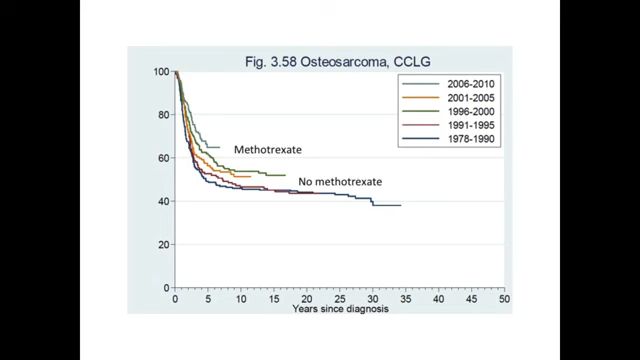 Fig. 3.58 Osteosarcoma, CCLG
100
80
60
40
20
0
2006-2010
2001-2005
1996-2000
1991-1995
1978-1990
Methotrexate
No methotrexate
0 5 10 15 20 25 30 35 40 45 50
Years since diagnosis